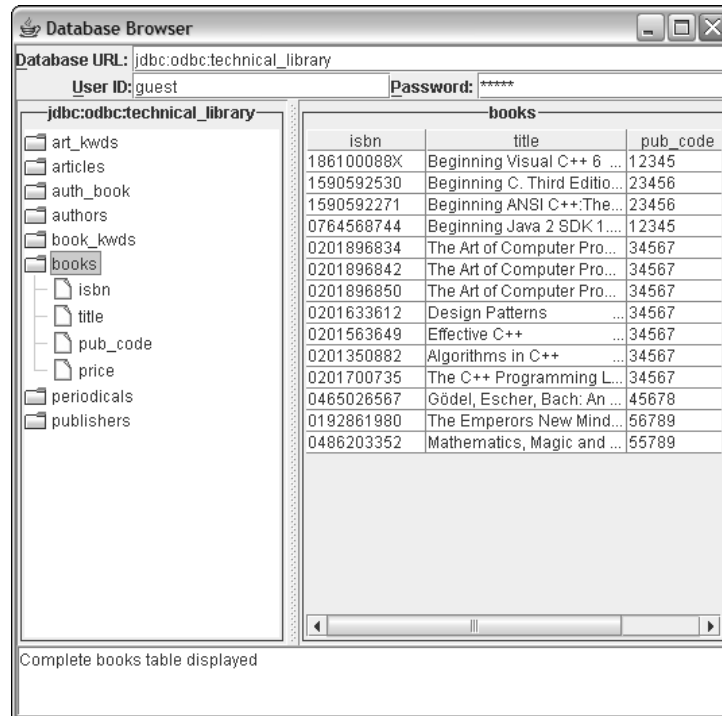 Database Browser
Database URL: jdbc:odbc:technical_library
User ID: guest Password: *****
jdbc:odbc:technical_library
art_kwds
articles
auth_book
authors
book_kwds
books
isbn
title
pub_code
price
periodicals
publishers
books
isbn title pub_code
186100088X Beginning Visual C++ 6 ... 12345
1590592530 Beginning C. Third Editio... 23456
1590592271 Beginning ANSI C++:The... 23456
0764568744 Beginning Java 2 SDK 1.... 12345
0201896834 The Art of Computer Pro... 34567
0201896842 The Art of Computer Pro... 34567
0201896850 The Art of Computer Pro... 34567
0201633612 Design Patterns ... 34567
0201563649 Effective C++ ... 34567
0201350882 Algorithms in C++ ... 34567
0201700735 The C++ Programming L... 34567
0465026567 Gödel, Escher, Bach: An ... 45678
0192861980 The Emperors New Mind... 56789
0486203352 Mathematics, Magic and ... 55789
Complete books table displayed